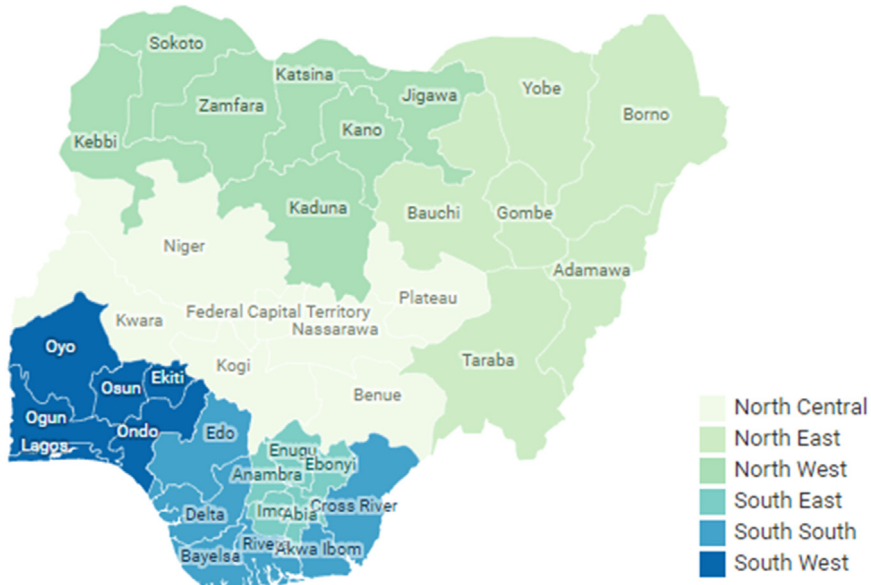 Sokoto
Katsina
Yobe
Zamfara
Jigawa
Borno
Kano
Kebbi
Kaduna
Bauchi
Gombe
Niger
Adamawa
Plateau
Federal Capital Territory
Kwara
Nassarawa
Oyo
Taraba
Kogi
Ekiti
Osun
Benue
Ogun
Ondo
Edo
Lagos
Enugu
Ebonyi
Anambra
Cross River
Delta
Imo
Abia
Rivers
Akwa Ibom
Bayelsa
North Central
North East
North West
South East
South South
South West